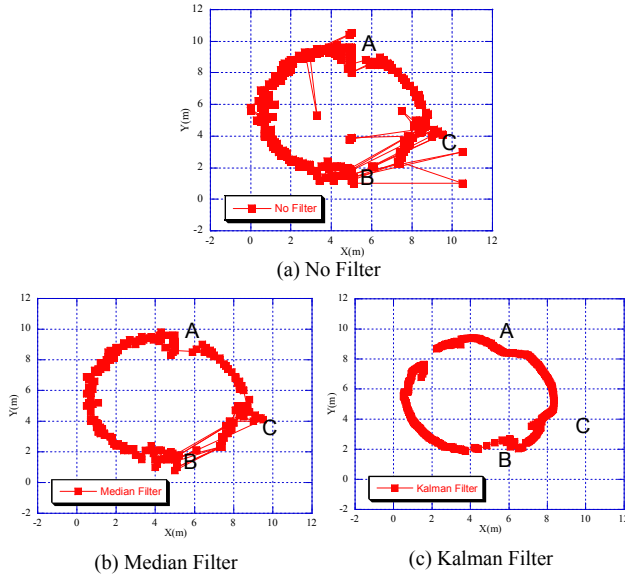 12
10
8
6
4
2
0
-2
Y(m)
A
B
C
No Filter
-2 0 2 4 6 8 10 12
X(m)
(a) No Filter
12
10
8
6
4
2
0
-2
Y(m)
A
B
C
Median Filter
-2 0 2 4 6 8 10 12
X(m)
(b) Median Filter
12
10
8
6
4
2
0
-2
Y(m)
A
B
C
Kalman Filter
-2 0 2 4 6 8 10 12
X(m)
(c) Kalman Filter